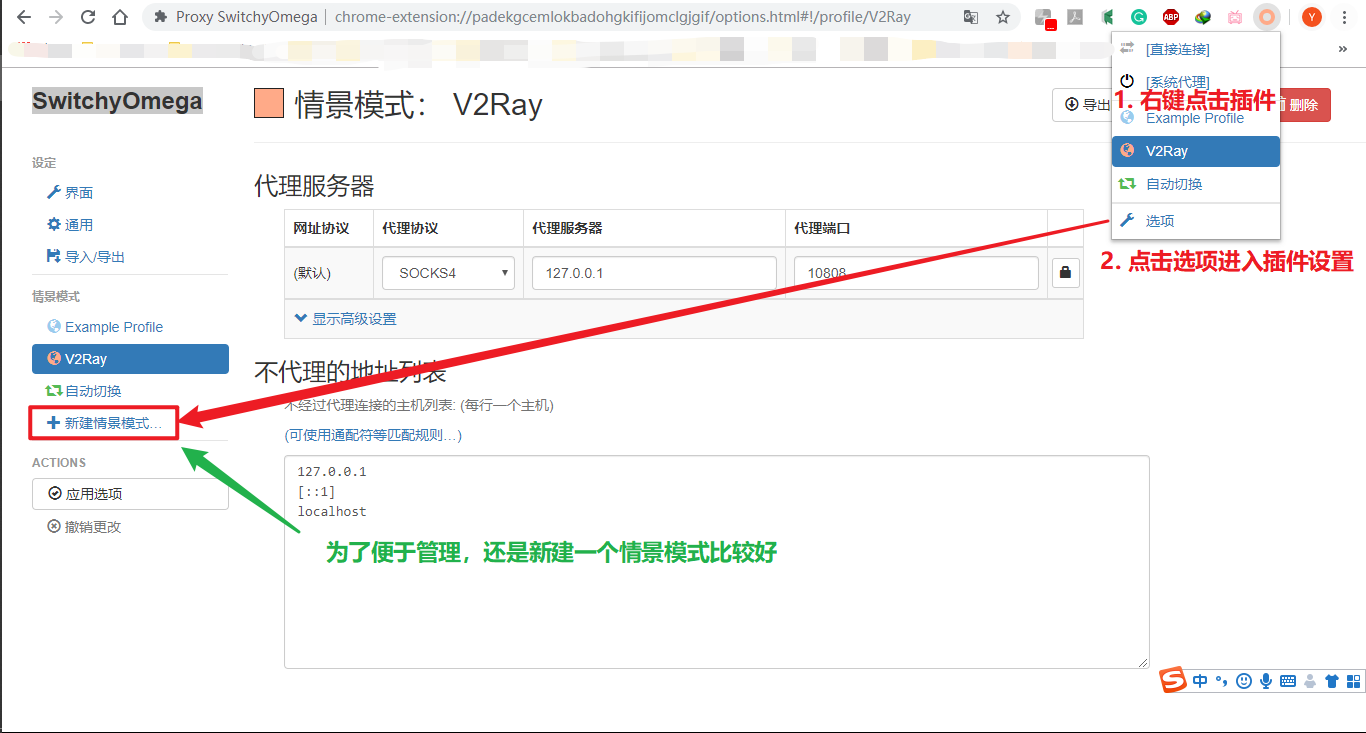 Proxy SwitchyOmega | chrome-extension://padekgcemlokbadohgkifijomclgjgif/options.html#!/profile/V2Ray
ABP
Y
»
SwitchyOmega
设定
界面
通用
导入/导出
情景模式
Example Profile
V2Ray
自动切换
新建情景模式...
ACTIONS
应用选项
撤销更改
情景模式： V2Ray
导出
删除
[直接连接]
[系统代理]
1. 右键点击插件
Example Profile
V2Ray
自动切换
选项
2. 点击选项进入插件设置
代理服务器
网址协议 代理协议 代理服务器 代理端口
(默认) SOCKS4 127.0.0.1 10808
显示高级设置
不代理的地址列表
不经过代理连接的主机列表: (每行一个主机)
(可使用通配符等匹配规则...)
127.0.0.1
[::1]
localhost
为了便于管理，还是新建一个情景模式比较好
S 中